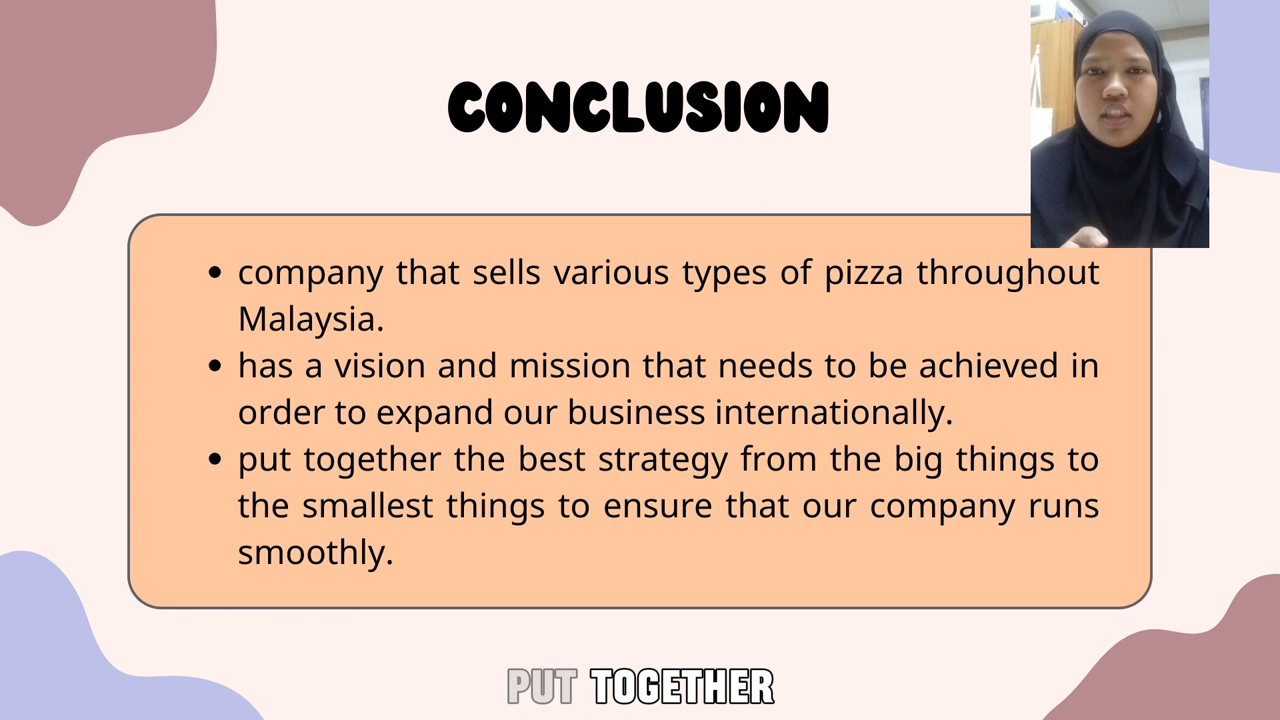 CONCLUSION
• company that sells various types of pizza throughout
Malaysia.
• has a vision and mission that needs to be achieved in
order to expand our business internationally.
• put together the best strategy from the big things to
the smallest things to ensure that our company runs
smoothly.
PUT TOGETHER